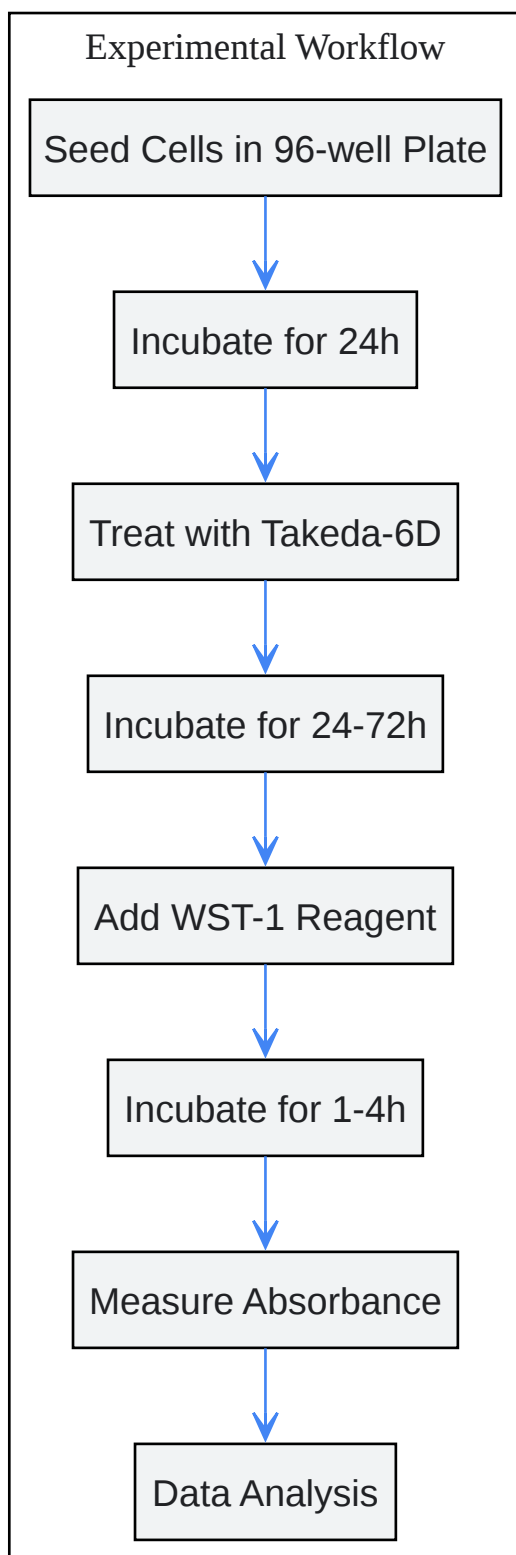 Experimental Workflow
Seed Cells in 96-well Plate
Incubate for 24h
Treat with Takeda-6D
Incubate for 24-72h
Add WST-1 Reagent
Incubate for 1-4h
Measure Absorbance
Data Analysis